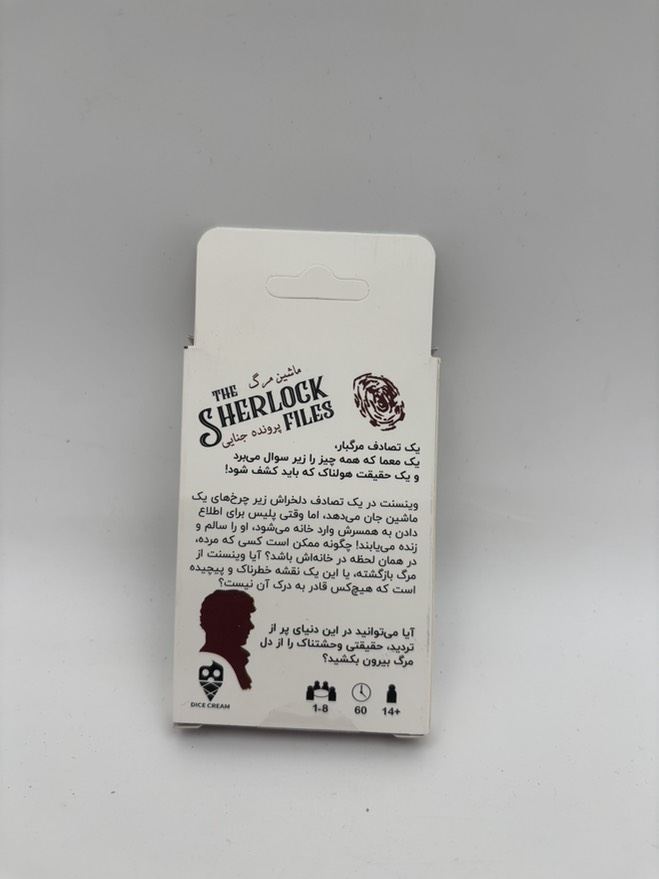 ماشین مرگ
THE
SHERLOCK
FILES
پرونده جنایی
یک تصادف مرگبار،
یک معما که همه چیز را زیر سوال می‌برد
و یک حقیقت هولناک که باید کشف شود!
وینسنت در یک تصادف دلخراش زیر چرخ‌های یک
ماشین جان می‌دهد، اما وقتی پلیس برای اطلاع
دادن به همسرش وارد خانه می‌شود، او را سالم و
زنده می‌یابند! چگونه ممکن است کسی که مرده،
در همان لحظه در خانه‌اش باشد؟ آیا وینسنت از
مرگ بازگشته، یا این یک نقشه خطرناک و پیچیده
است که هیچ‌کس قادر به درک آن نیست؟
آیا می‌توانید در این دنیای پر از
تردید، حقیقتی وحشتناک را از دل
مرگ بیرون بکشید؟
DICE CREAM
1-8
60
14+